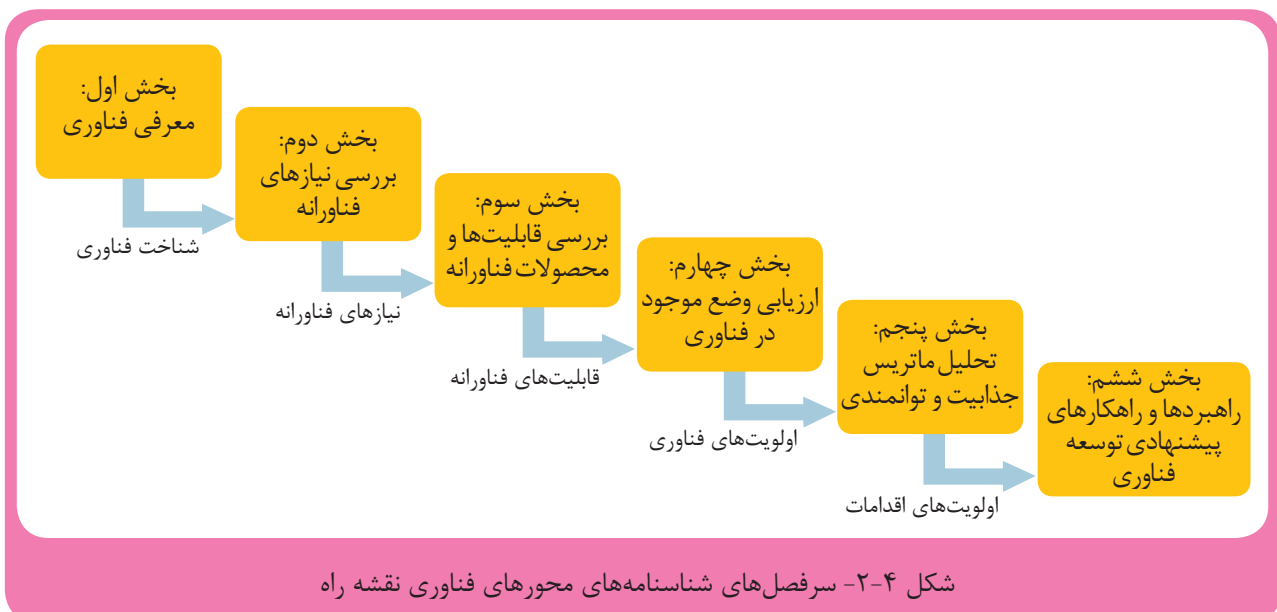 بخش اول:
معرفی فناوری
شناخت فناوری
بخش دوم:
بررسی نیازهای
فناورانه
نیازهای فناورانه
بخش سوم:
بررسی قابلیت‌ها و
محصولات فناورانه
قابلیت‌های فناورانه
بخش چهارم:
ارزیابی وضع موجود
در فناوری
اولویت‌های فناوری
بخش پنجم:
تحلیل ماتریس
جذابیت و توانمندی
اولویت‌های اقدامات
بخش ششم:
راهبردها و راهکارهای
پیشنهادی توسعه
فناوری
شکل ۴-۲- سرفصل‌های شناسنامه‌های محورهای فناوری نقشه راه